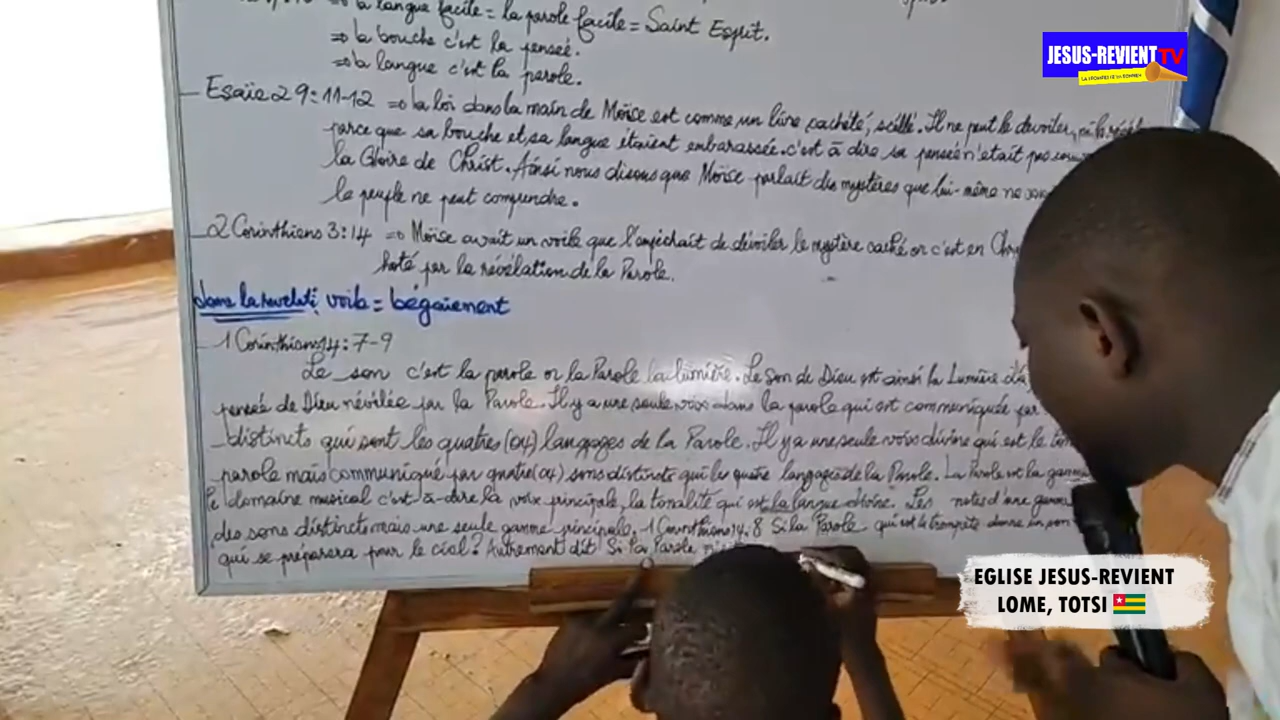 la langue facile = la parole facile = Saint Esprit.
⇒ la bouche c'est la pensée.
⇒ la langue c'est la parole.
JESUS-REVIENT TV
Esaïe 29:11-12 ⇒ la loi dans la main de Moïse est comme un livre cacheté, scéllé. Il ne peut le devoiler,
parce que sa bouche et sa langue étaient embarassée.c'est à dire sa pensée n'était pas
la Gloire de Christ. Ainsi nous disons que Moïse parlait des mystères que lui-même ne
le peuple ne peut comprendre.
2 Corinthiens 3:14 ⇒ Moïse avait un voile que l'empêchait de dévoiler le mystère caché or c'est en
hoté par la révélation de la Parole.
dans la revelat°: voile = bégaiement
1 Corinthiens 14: 7-9
Le son c'est la parole or la Parole la lumière. Le Son de Dieu est ainsi la Lumière
pensée de Dieu révélée par la Parole. Il y a une seule voix dans la parole qui est communiquée par
distincts qui sont les quatres (04) langages de la Parole. Il y a une seule voix divine qui est le
parole mais communiqué par quatre (04) sons distincts qui les quatre langages de la Parole. La Parole est la
le domaine musical c'est-à-dire la voix principale, la tonalité qui est la langue divine. Les notes d'une
des sons distincts mais une seule gamme principale. 1 Corinthiens 14:8 Si la Parole qui est le trompète donne un son
qui se préparera pour le ciel? Autrement dit Si la Parole
EGLISE JESUS-REVIENT
LOME, TOTSI